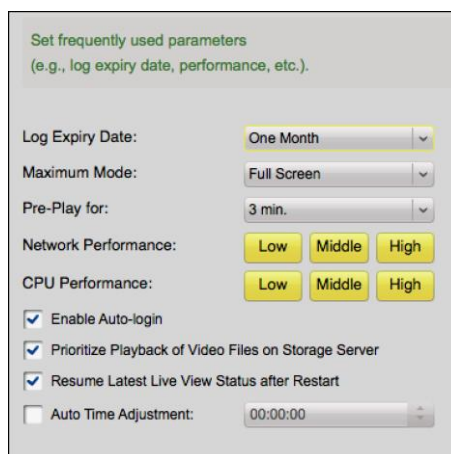 Set frequently used parameters
(e.g., log expiry date, performance, etc.).
Log Expiry Date: One Month
Maximum Mode: Full Screen
Pre-Play for: 3 min.
Network Performance: Low Middle High
CPU Performance: Low Middle High
Enable Auto-login
Prioritize Playback of Video Files on Storage Server
Resume Latest Live View Status after Restart
Auto Time Adjustment: 00:00:00